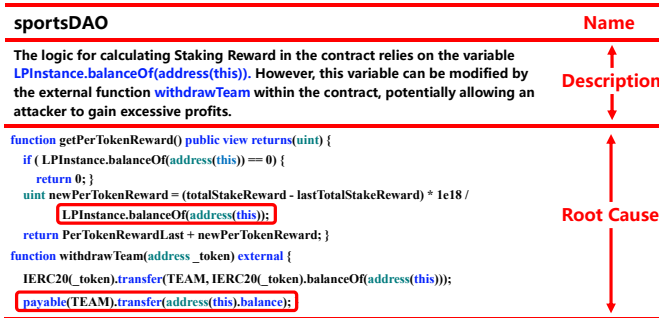 sportsDAO Name
The logic for calculating Staking Reward in the contract relies on the variable
LPInstance.balanceOf(address(this)). However, this variable can be modified by
the external function withdrawTeam within the contract, potentially allowing an
attacker to gain excessive profits.
Description
function getPerTokenReward() public view returns(uint) {
if ( LPInstance.balanceOf(address(this)) == 0) {
return 0; }
uint newPerTokenReward = (totalStakeReward - lastTotalStakeReward) * 1e18 /
LPInstance.balanceOf(address(this));
return PerTokenRewardLast + newPerTokenReward; }
function withdrawTeam(address _token) external {
IERC20(_token).transfer(TEAM, IERC20(_token).balanceOf(address(this)));
payable(TEAM).transfer(address(this).balance);
Root Cause